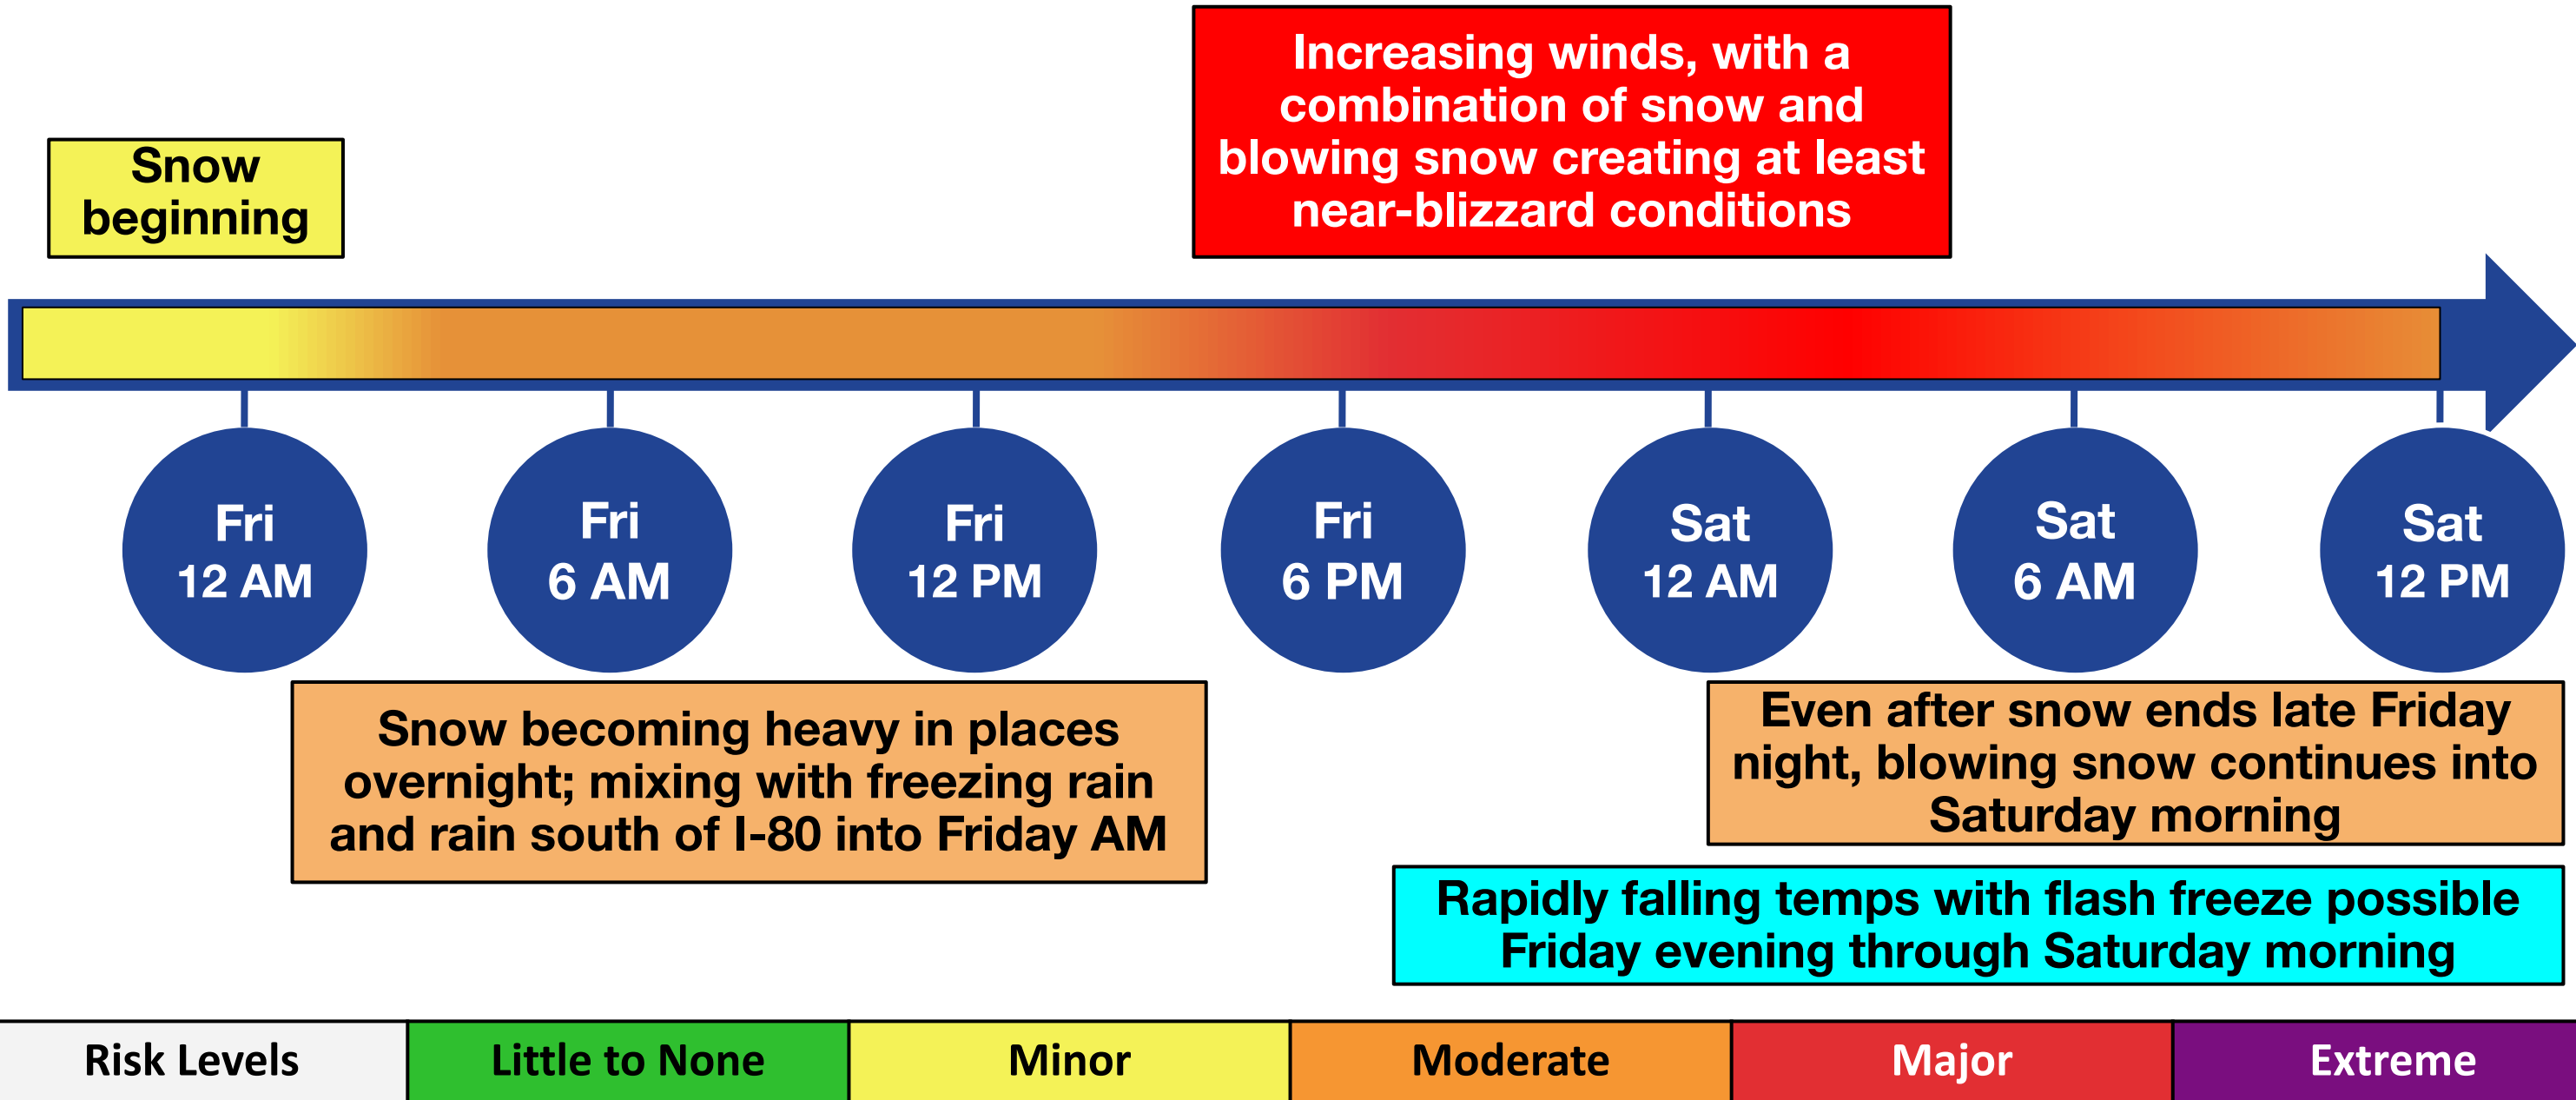 Increasing winds, with a
combination of snow and
blowing snow creating at least
near-blizzard conditions
Snow
beginning
Fri
12 AM
Fri
6 AM
Fri
12 PM
Fri
6 PM
Sat
12 AM
Sat
6 AM
Sat
12 PM
Snow becoming heavy in places
overnight; mixing with freezing rain
and rain south of I-80 into Friday AM
Even after snow ends late Friday
night, blowing snow continues into
Saturday morning
Rapidly falling temps with flash freeze possible
Friday evening through Saturday morning
Risk Levels
Little to None
Minor
Moderate
Major
Extreme